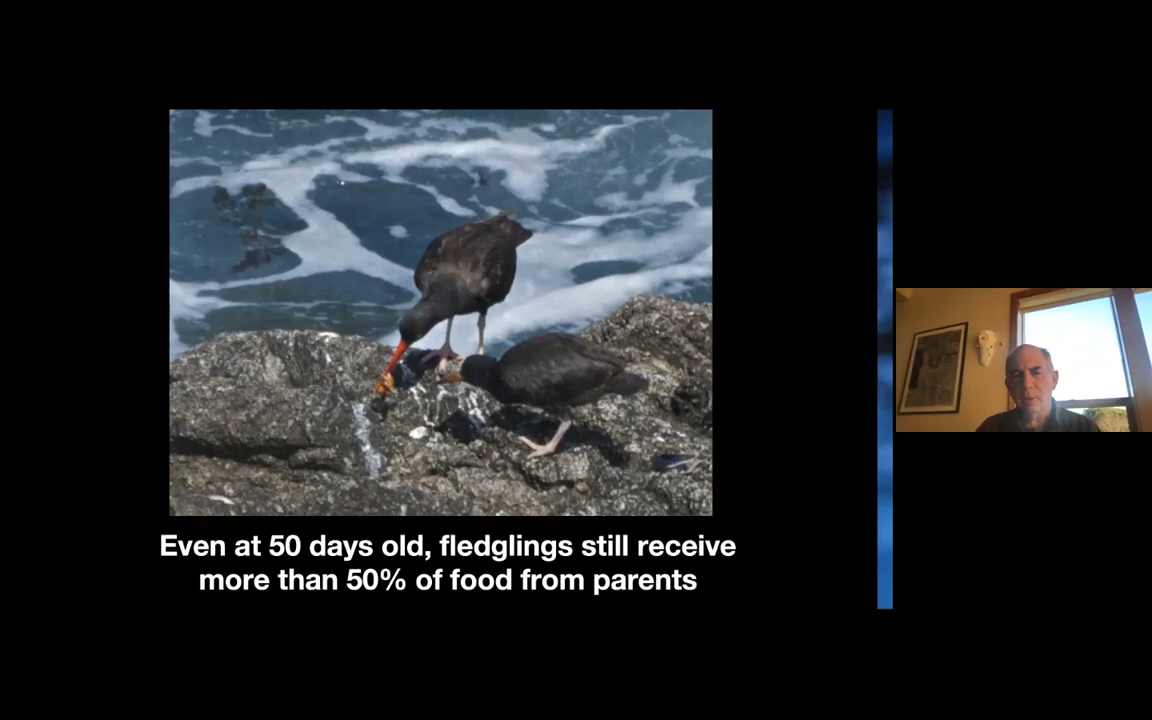 Even at 50 days old, fledglings still receive
more than 50% of food from parents